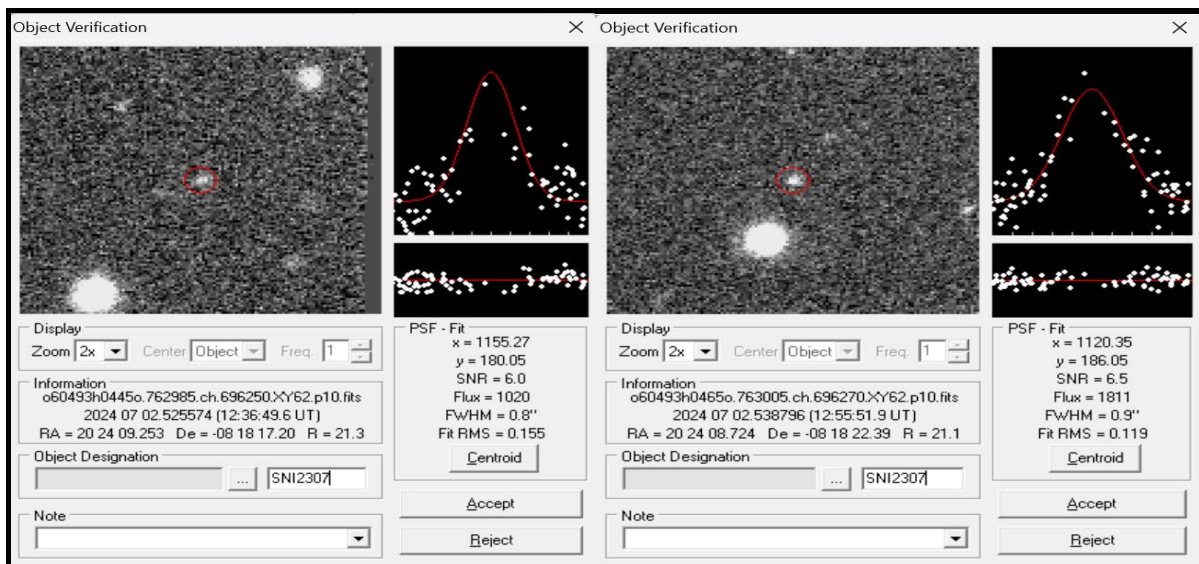 Object Verification
Display
Zoom 2x Center Object Freq. 1
Information
o60493h0445o.762985.ch.696250.XY62.p10.fits
2024 07 02.525574 (12:36:49.6 UT)
RA = 20 24 09.253 De = -08 18 17.20 R = 21.3
Object Designation
... SNI2307
Note
PSF - Fit
x = 1155.27
y = 180.05
SNR = 6.0
Flux = 1020
FWHM = 0.8''
Fit RMS = 0.155
Centroid
Accept
Reject
Object Verification
Display
Zoom 2x Center Object Freq. 1
Information
o60493h0465o.763005.ch.696270.XY62.p10.fits
2024 07 02.538796 (12:55:51.9 UT)
RA = 20 24 08.724 De = -08 18 22.39 R = 21.1
Object Designation
... SNI2307
Note
PSF - Fit
x = 1120.35
y = 186.05
SNR = 6.5
Flux = 1811
FWHM = 0.9''
Fit RMS = 0.119
Centroid
Accept
Reject